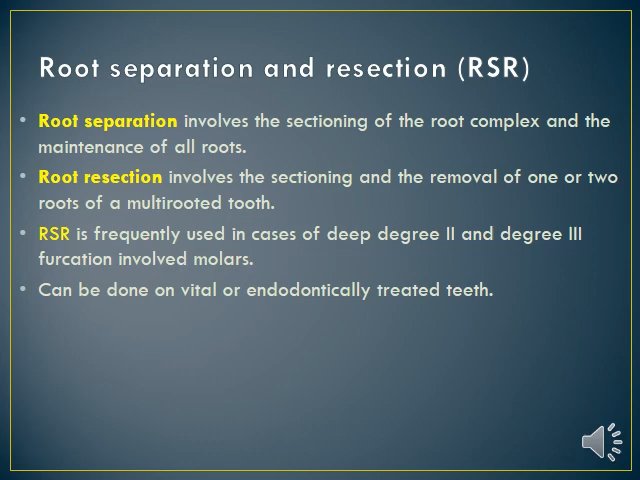 Root separation and resection (RSR)
• Root separation involves the sectioning of the root complex and the
maintenance of all roots.
• Root resection involves the sectioning and the removal of one or two
roots of a multirooted tooth.
• RSR is frequently used in cases of deep degree II and degree III
furcation involved molars.
• Can be done on vital or endodontically treated teeth.